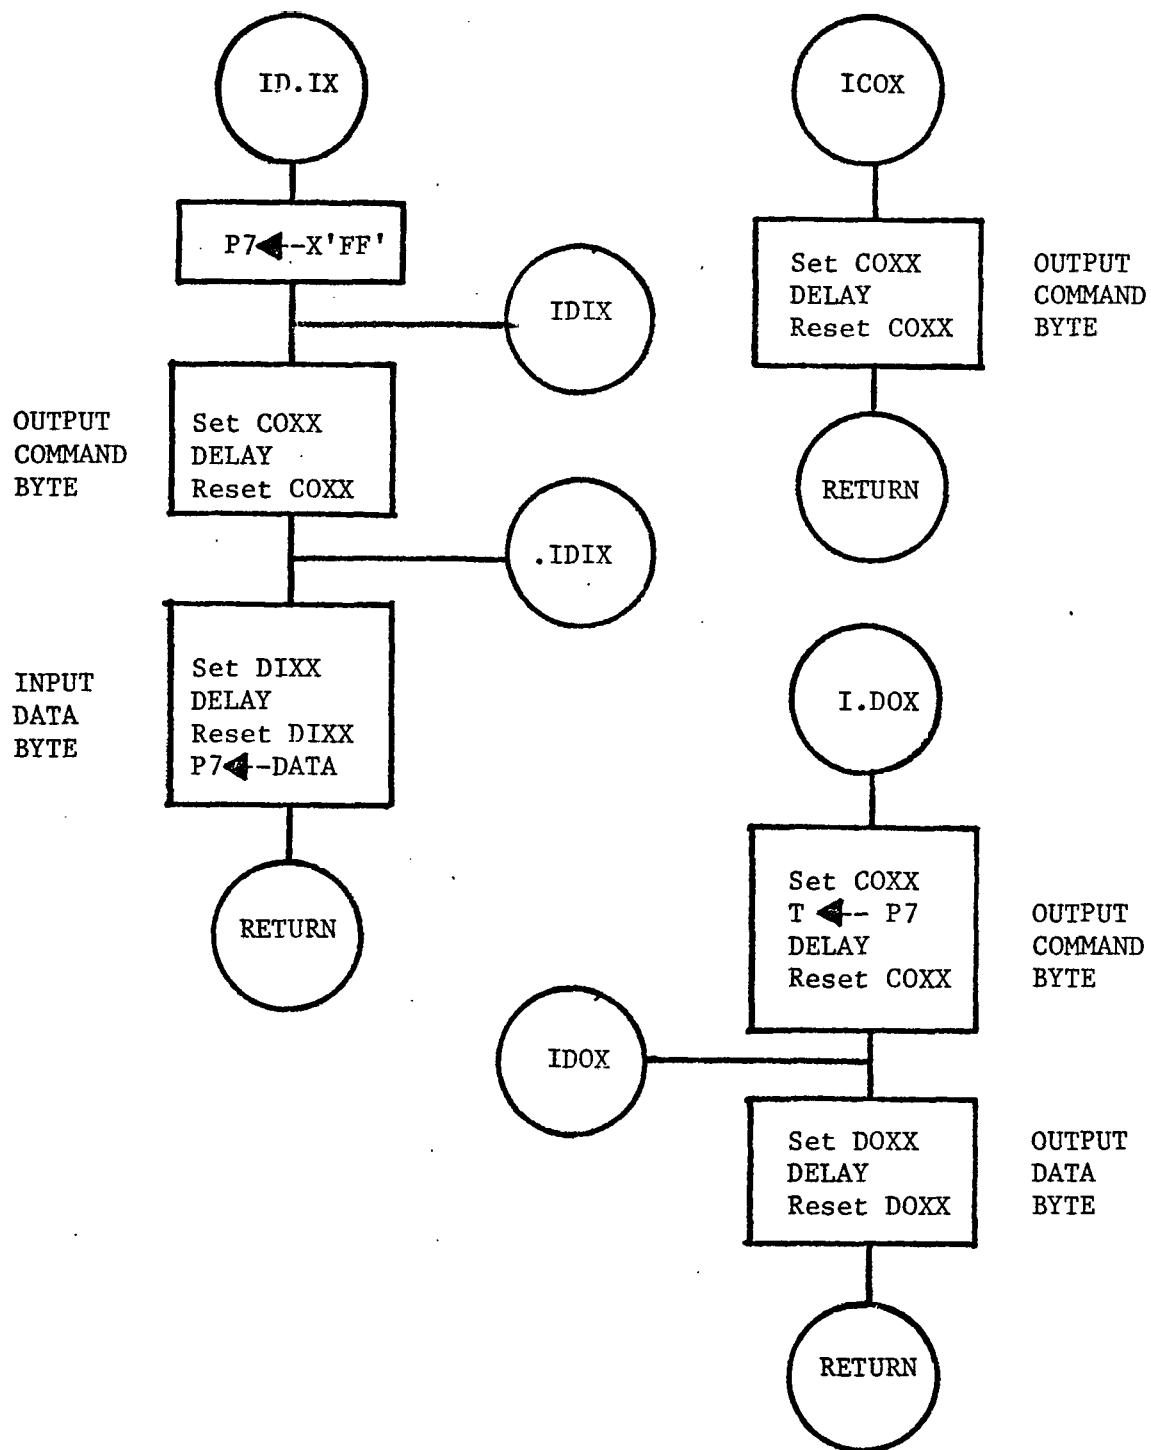 ID.IX
P7◄--X'FF'
IDIX
OUTPUT
COMMAND
BYTE
Set COXX
DELAY
Reset COXX
.IDIX
INPUT
DATA
BYTE
Set DIXX
DELAY
Reset DIXX
P7◄--DATA
RETURN
ICOX
Set COXX
DELAY
Reset COXX
OUTPUT
COMMAND
BYTE
RETURN
I.DOX
Set COXX
T ◄-- P7
DELAY
Reset COXX
OUTPUT
COMMAND
BYTE
IDOX
Set DOXX
DELAY
Reset DOXX
OUTPUT
DATA
BYTE
RETURN